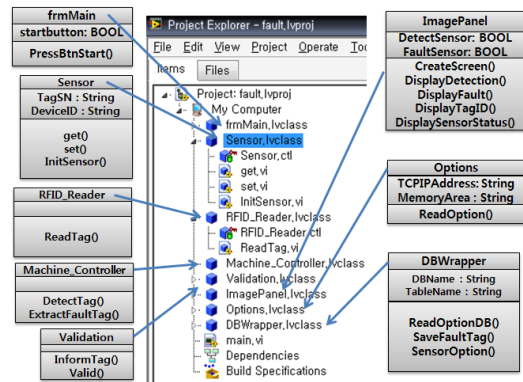 frmMain
startbutton: BOOL
PressBtnStart()
Sensor
TagSN : String
DeviceID : String
get()
set()
InitSensor()
RFID_Reader
ReadTag()
Machine_Controller
DetectTag()
ExtractFaultTag()
Validation
InformTag()
Valid()
Project Explorer - fault,lvproj
File Edit View Project Operate Too
Items Files
Project: fault,lvproj
My Computer
frmMain,lvclass
Sensor,lvclass
Sensor,ctl
get,vi
set,vi
InitSensor,vi
RFID_Reader,lvclass
RFID_Reader,ctl
ReadTag,vi
Machine_Controller,lvclass
Validation,lvclass
ImagePanel,lvclass
Options,lvclass
DBWrapper,lvclass
main,vi
Dependencies
Build Specifications
ImagePanel
DetectSensor: BOOL
FaultSensor: BOOL
CreateScreen()
DisplayDetection()
DisplayFault()
DisplayTagID()
DisplaySensorStatus()
Options
TCPIPAddress: String
MemoryArea : String
ReadOption()
DBWrapper
DBName : String
TableName : String
ReadOptionDB()
SaveFaultTag()
SensorOption()